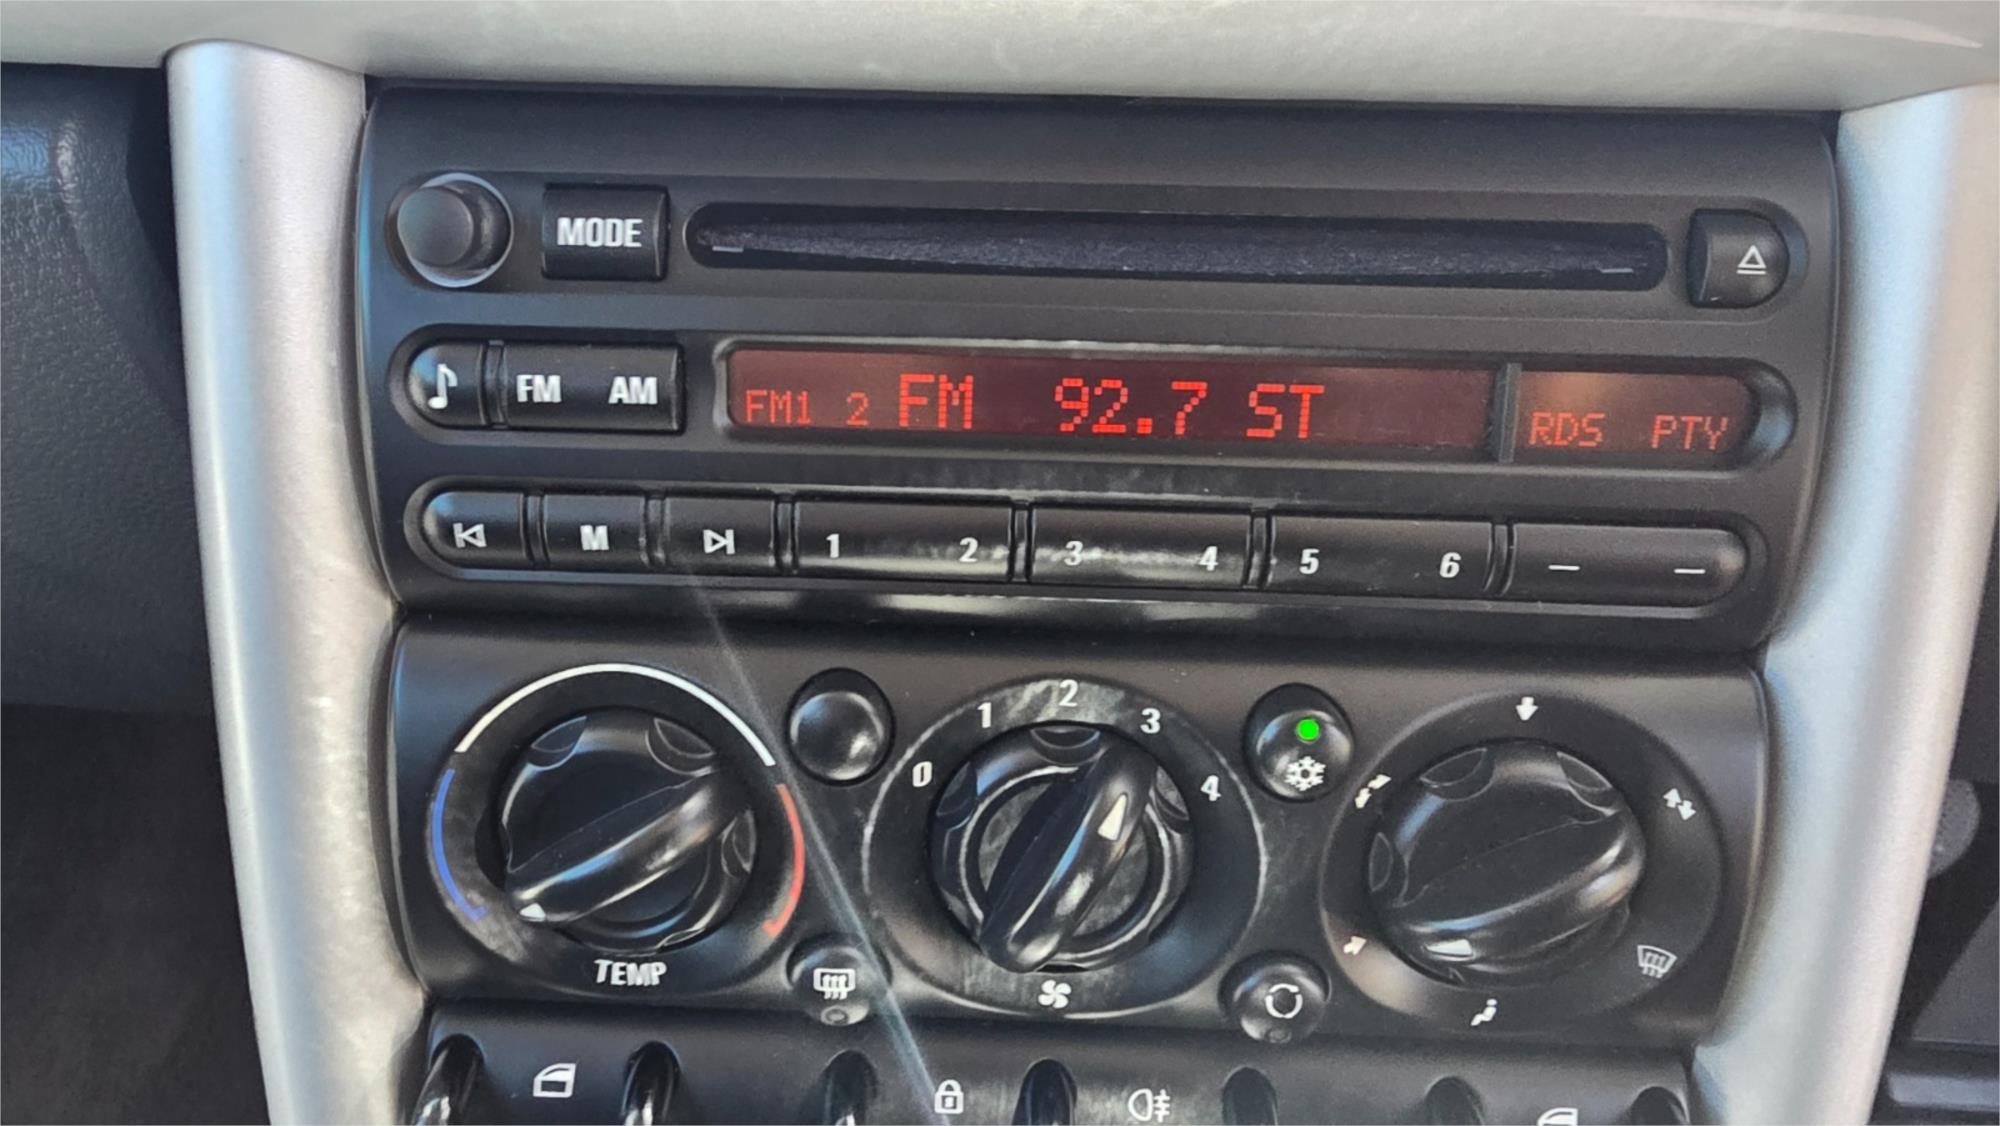 MODE
FM AM
FM1 2 FM 92.7 ST RDS PTY
M 1 2 3 4 5 6
0 1 2 3 4
TEMP